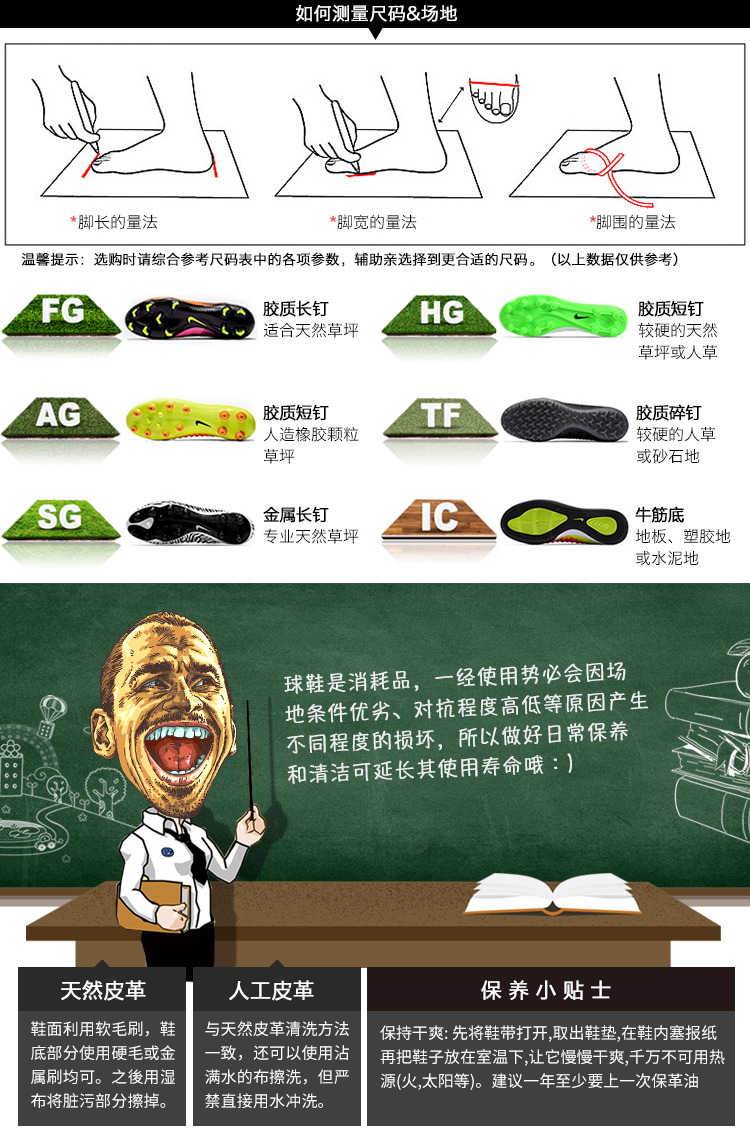 如何测量尺码&场地
*脚长的量法
*脚宽的量法
*脚围的量法
温馨提示：选购时请综合参考尺码表中的各项参数，辅助亲选择到更合适的尺码。（以上数据仅供参考）
FG
胶质长钉
适合天然草坪
HG
胶质短钉
较硬的天然
草坪或人草
AG
胶质短钉
人造橡胶颗粒
草坪
TF
胶质碎钉
较硬的人草
或砂石地
SG
金属长钉
专业天然草坪
IC
牛筋底
地板、塑胶地
或水泥地
球鞋是消耗品，一经使用势必会因场
地条件优劣、对抗程度高低等原因产生
不同程度的损坏，所以做好日常保养
和清洁可延长其使用寿命哦：)
天然皮革
鞋面利用软毛刷，鞋
底部分使用硬毛或金
属刷均可。之後用湿
布将脏污部分擦掉。
人工皮革
与天然皮革清洗方法
一致，还可以使用沾
满水的布擦洗，但严
禁直接用水冲洗。
保养小贴士
保持干爽:先将鞋带打开,取出鞋垫,在鞋内塞报纸
再把鞋子放在室温下,让它慢慢干爽,千万不可用热
源(火,太阳等)。建议一年至少要上一次保革油